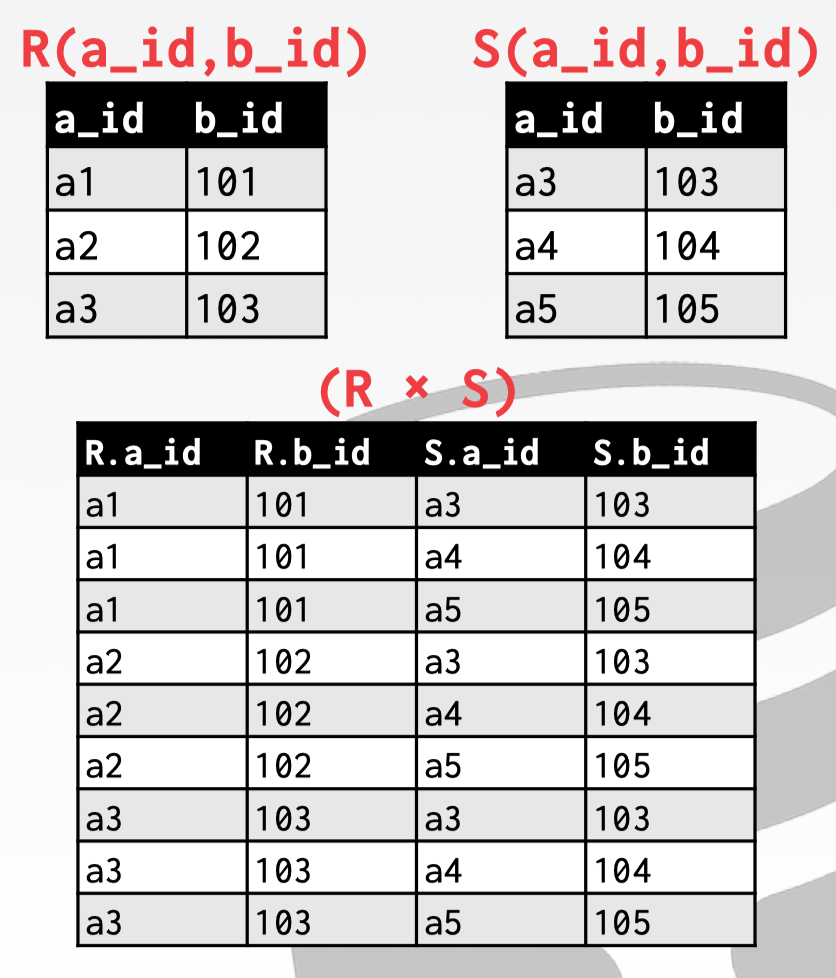 R(a_id,b_id) S(a_id,b_id)
a_id b_id a_id b_id
a1 101 a3 103
a2 102 a4 104
a3 103 a5 105
(R × S)
R.a_id R.b_id S.a_id S.b_id
a1 101 a3 103
a1 101 a4 104
a1 101 a5 105
a2 102 a3 103
a2 102 a4 104
a2 102 a5 105
a3 103 a3 103
a3 103 a4 104
a3 103 a5 105